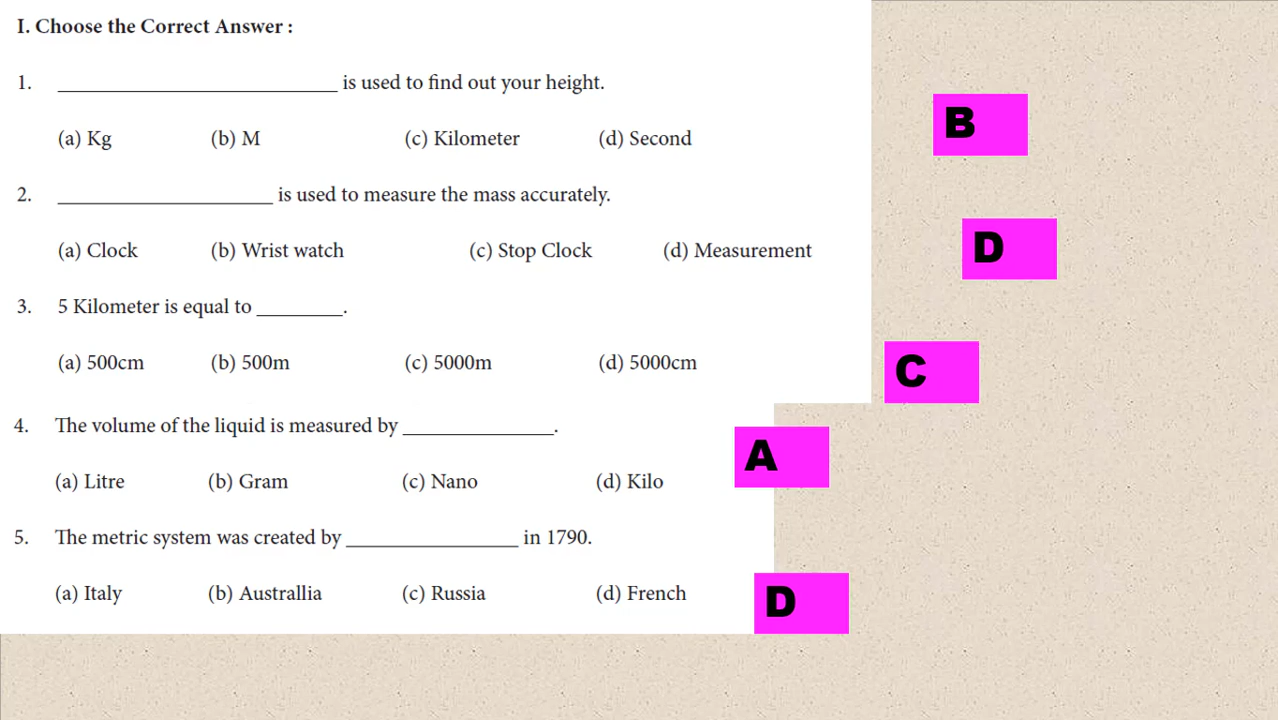 I. Choose the Correct Answer :
1. ____________________________ is used to find out your height.
(a) Kg (b) M (c) Kilometer (d) Second
B
2. ______________________ is used to measure the mass accurately.
(a) Clock (b) Wrist watch (c) Stop Clock (d) Measurement
D
3. 5 Kilometer is equal to ________.
(a) 500cm (b) 500m (c) 5000m (d) 5000cm
C
4. The volume of the liquid is measured by ______________.
(a) Litre (b) Gram (c) Nano (d) Kilo
A
5. The metric system was created by ________________ in 1790.
(a) Italy (b) Australlia (c) Russia (d) French
D